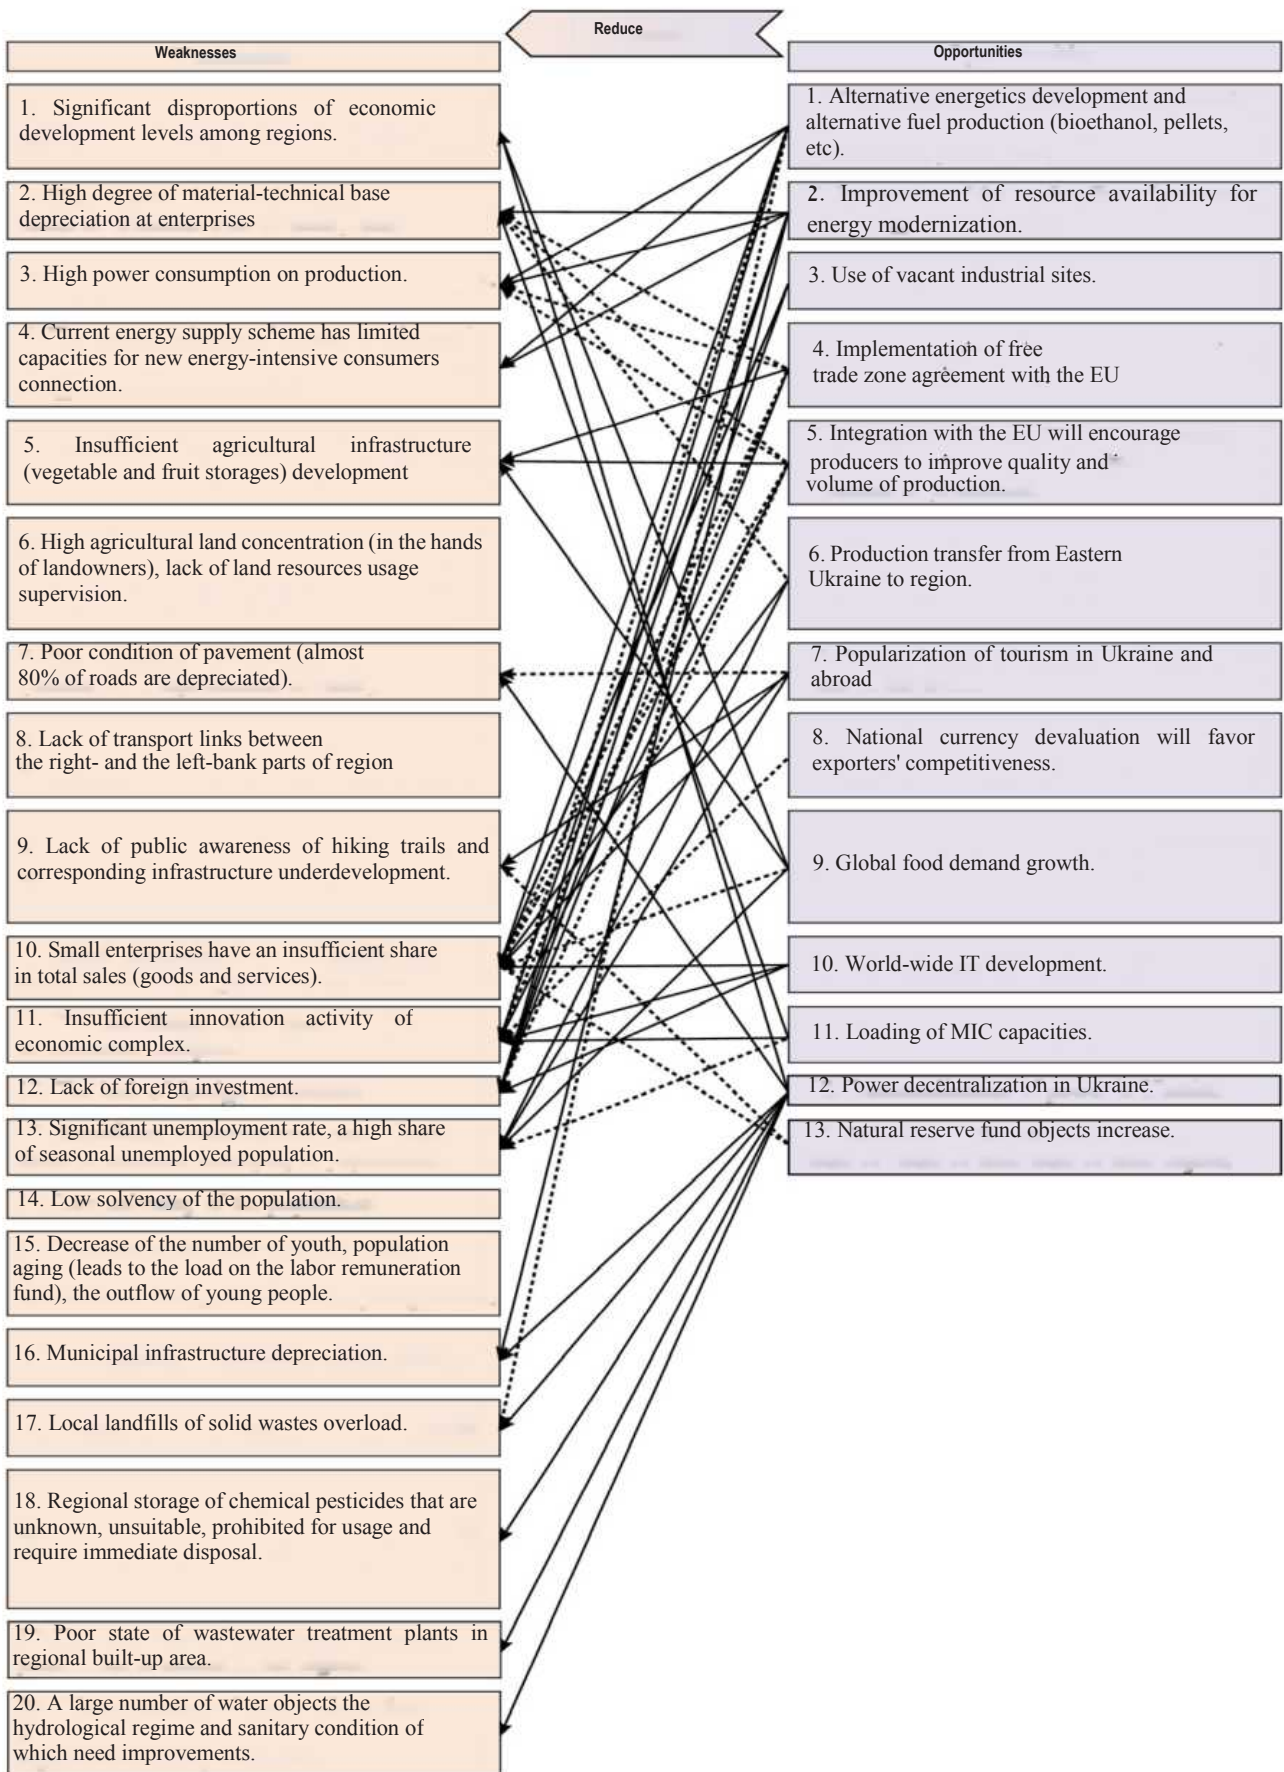 Reduce
Weaknesses
1. Significant disproportions of economic
development levels among regions.
2. High degree of material-technical base
depreciation at enterprises
3. High power consumption on production.
4. Current energy supply scheme has limited
capacities for new energy-intensive consumers
connection.
5. Insufficient agricultural infrastructure
(vegetable and fruit storages) development
6. High agricultural land concentration (in the hands
of landowners), lack of land resources usage
supervision.
7. Poor condition of pavement (almost
80% of roads are depreciated).
8. Lack of transport links between
the right- and the left-bank parts of region
9. Lack of public awareness of hiking trails and
corresponding infrastructure underdevelopment.
10. Small enterprises have an insufficient share
in total sales (goods and services).
11. Insufficient innovation activity of
economic complex.
12. Lack of foreign investment.
13. Significant unemployment rate, a high share
of seasonal unemployed population.
14. Low solvency of the population.
15. Decrease of the number of youth, population
aging (leads to the load on the labor remuneration
fund), the outflow of young people.
16. Municipal infrastructure depreciation.
17. Local landfills of solid wastes overload.
18. Regional storage of chemical pesticides that are
unknown, unsuitable, prohibited for usage and
require immediate disposal.
19. Poor state of wastewater treatment plants in
regional built-up area.
20. A large number of water objects the
hydrological regime and sanitary condition of
which need improvements.
Opportunities
1. Alternative energetics development and
alternative fuel production (bioethanol, pellets,
etc).
2. Improvement of resource availability for
energy modernization.
3. Use of vacant industrial sites.
4. Implementation of free
trade zone agreement with the EU
5. Integration with the EU will encourage
producers to improve quality and
volume of production.
6. Production transfer from Eastern
Ukraine to region.
7. Popularization of tourism in Ukraine and
abroad
8. National currency devaluation will favor
exporters' competitiveness.
9. Global food demand growth.
10. World-wide IT development.
11. Loading of MIC capacities.
12. Power decentralization in Ukraine.
13. Natural reserve fund objects increase.